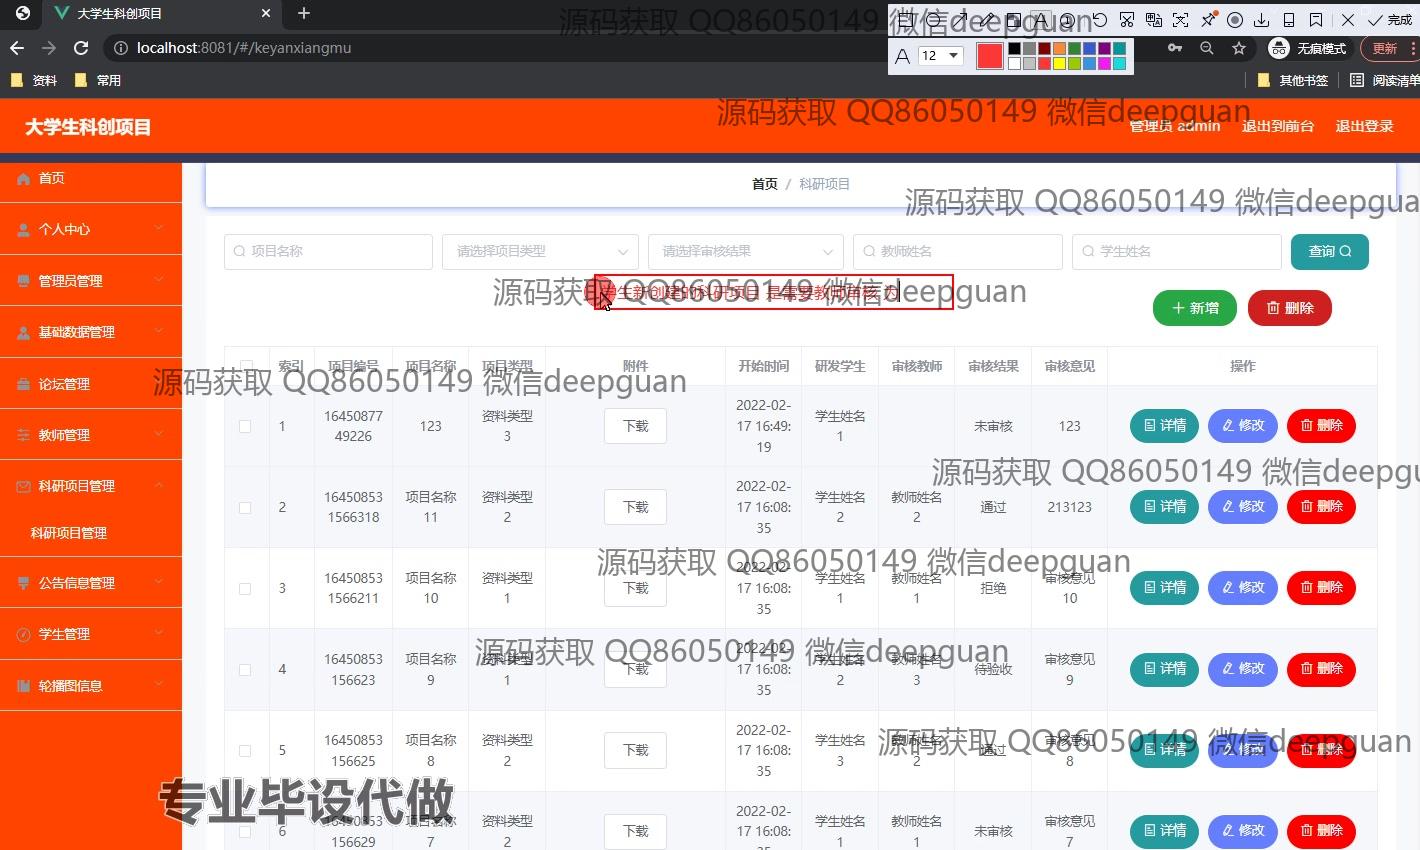 大学生科创项目
localhost:8081/#/keyanxiangmu
资料
常用
12
完成
无痕模式
更新
其他书签
阅读清单
源码获取 QQ86050149 微信deepguan
大学生科创项目
源码获取 QQ86050149 微信deepguan
管理员 admin
退出到前台
退出登录
首页
个人中心
管理员管理
基础数据管理
论坛管理
教师管理
科研项目管理
科研项目管理
公告信息管理
学生管理
轮播图信息
首页 / 科研项目
源码获取 QQ86050149 微信deepgua
项目名称
请选择项目类型
请选择审核结果
教师姓名
学生姓名
查询
源码获取 QQ86050149 微信deepguan
生新创建的科研项目 是需要教师审核 为
新增
删除
索引 项目编号 项目名称 项目类型 附件 开始时间 研发学生 审核教师 审核结果 审核意见 操作
源码获取 QQ86050149 微信deepguan
1 1645087749226 123 资料类型3 下载 2022-02-17 16:49:19 学生姓名1 未审核 123 详情 修改 删除
源码获取 QQ86050149 微信deepgu
2 164508531566318 项目名称11 资料类型2 下载 2022-02-17 16:08:35 学生姓名2 教师姓名2 通过 213123 详情 修改 删除
源码获取 QQ86050149 微信deepguan
3 164508531566211 项目名称10 资料类型1 下载 2022-02-17 16:08:35 学生姓名1 教师姓名1 拒绝 审核意见10 详情 修改 删除
源码获取 QQ86050149 微信deepguan
4 16450853156623 项目名称9 资料类型1 下载 2022-02-17 16:08:35 学生姓名2 教师姓名3 待验收 审核意见9 详情 修改 删除
源码获取 QQ86050149 微信deepguan
5 16450853156625 项目名称8 资料类型2 下载 2022-02-17 16:08:35 学生姓名3 教师姓名2 通过 审核意见8 详情 修改 删除
专业毕设代做
6 16450853156629 项目名称7 资料类型2 下载 2022-02-17 16:08: 学生姓名1 教师姓名1 未审核 审核意见7 详情 修改 删除